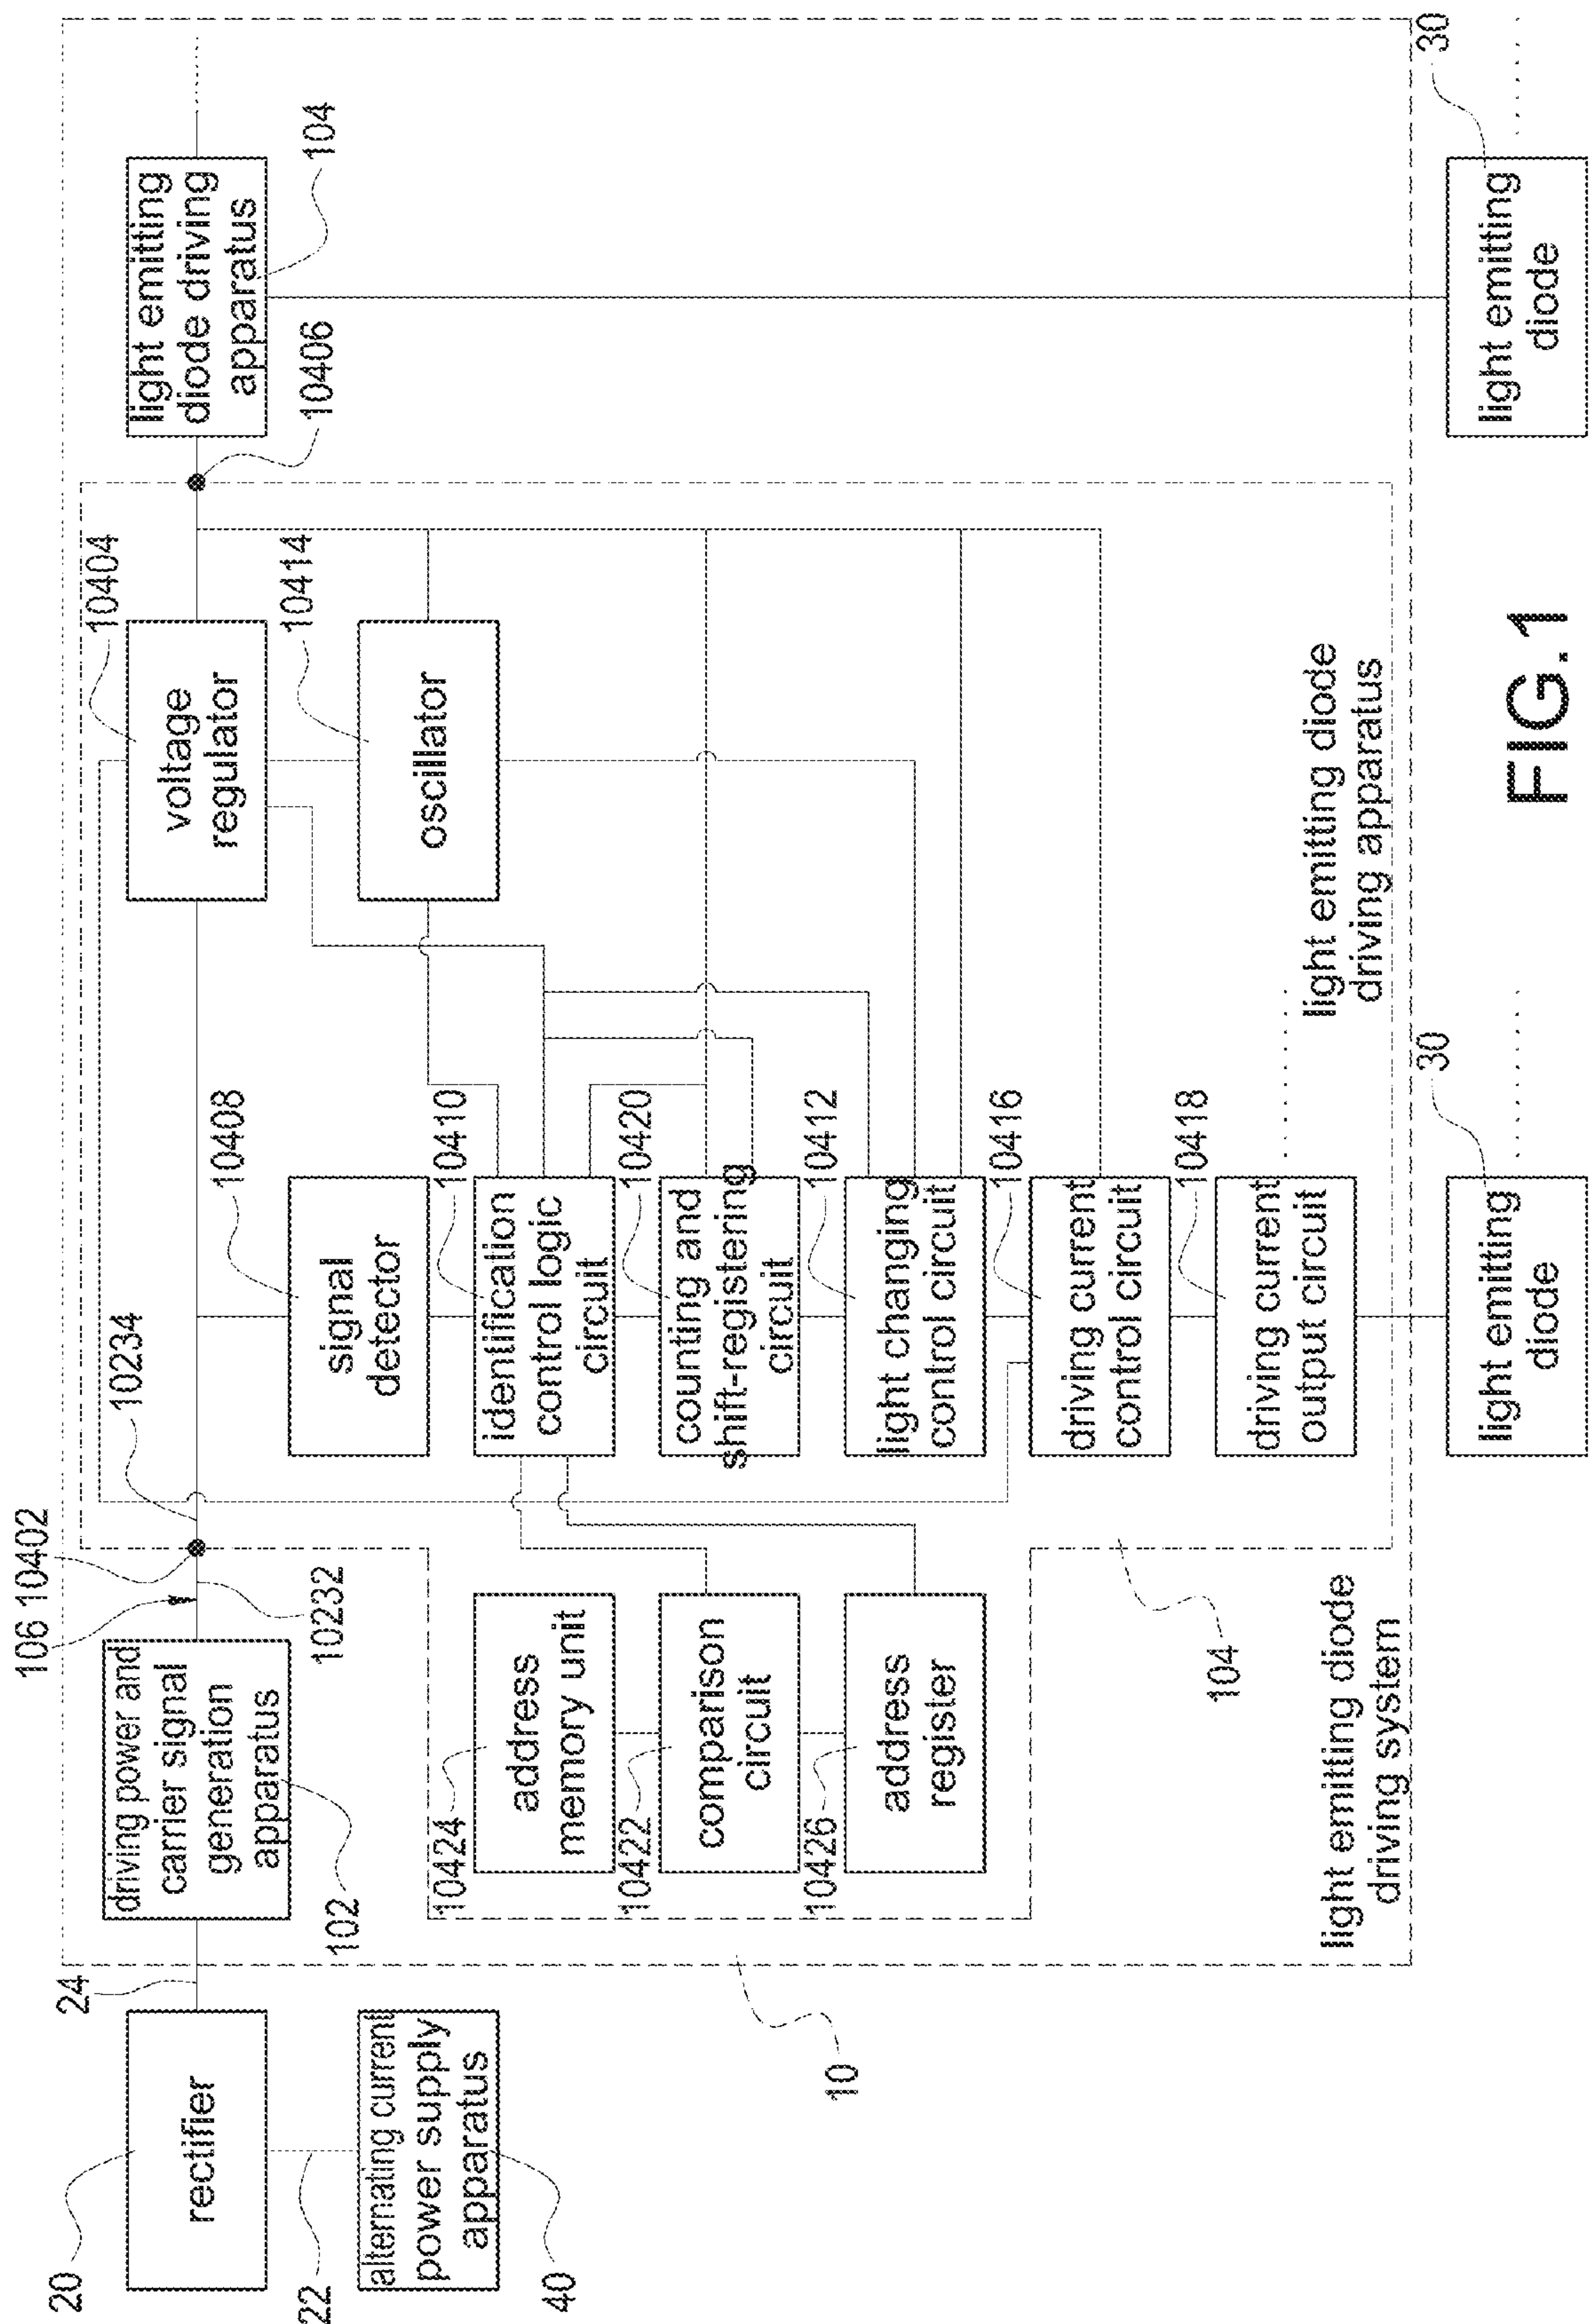 20
rectifier
22
alternating current
power supply
apparatus
40
24
driving power and
carrier signal
generation
apparatus
102
106
10402
10232
10234
10
address
memory unit
10424
comparison
circuit
10422
address
register
10426
104
light emitting diode
driving system
signal
detector
10408
identification
control logic
circuit
10410
counting and
shift-registering
circuit
10420
light changing
control circuit
10412
driving current
control circuit
10416
driving current
output circuit
10418
light emitting
diode
30
voltage
regulator
10404
oscillator
10414
light emitting diode
driving apparatus
10406
light emitting
diode driving
apparatus
104
light emitting
diode
30
FIG.1